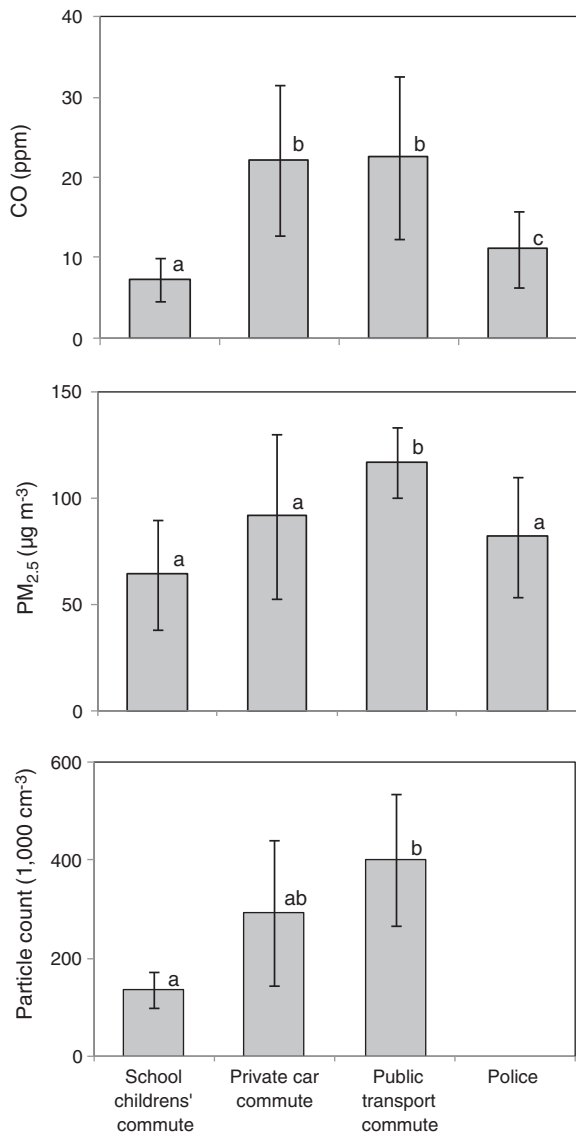 40
30
20
10
0
CO (ppm)
a
b
b
c
150
100
50
0
PM2.5 (µg m-3)
a
a
b
a
600
400
200
0
Particle count (1,000 cm-3)
a
ab
b
School
childrens'
commute
Private car
commute
Public
transport
commute
Police